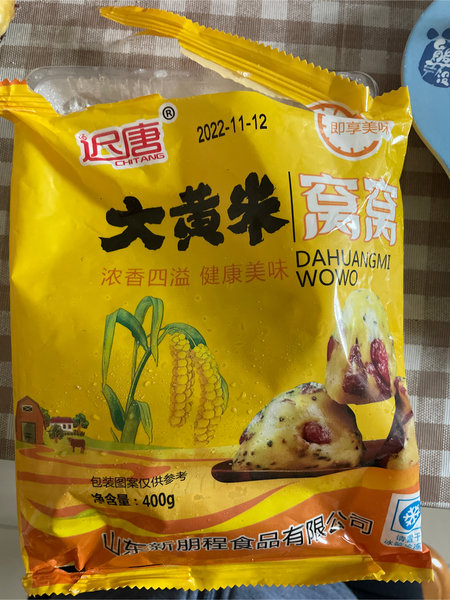 迟唐®
CHITANG
2022-11-12
即享美味
大黄米
窝窝
DAHUANGMI
WOWO
浓香四溢 健康美味
包装图案仅供参考
净含量：400g
山东新朋程食品有限公司